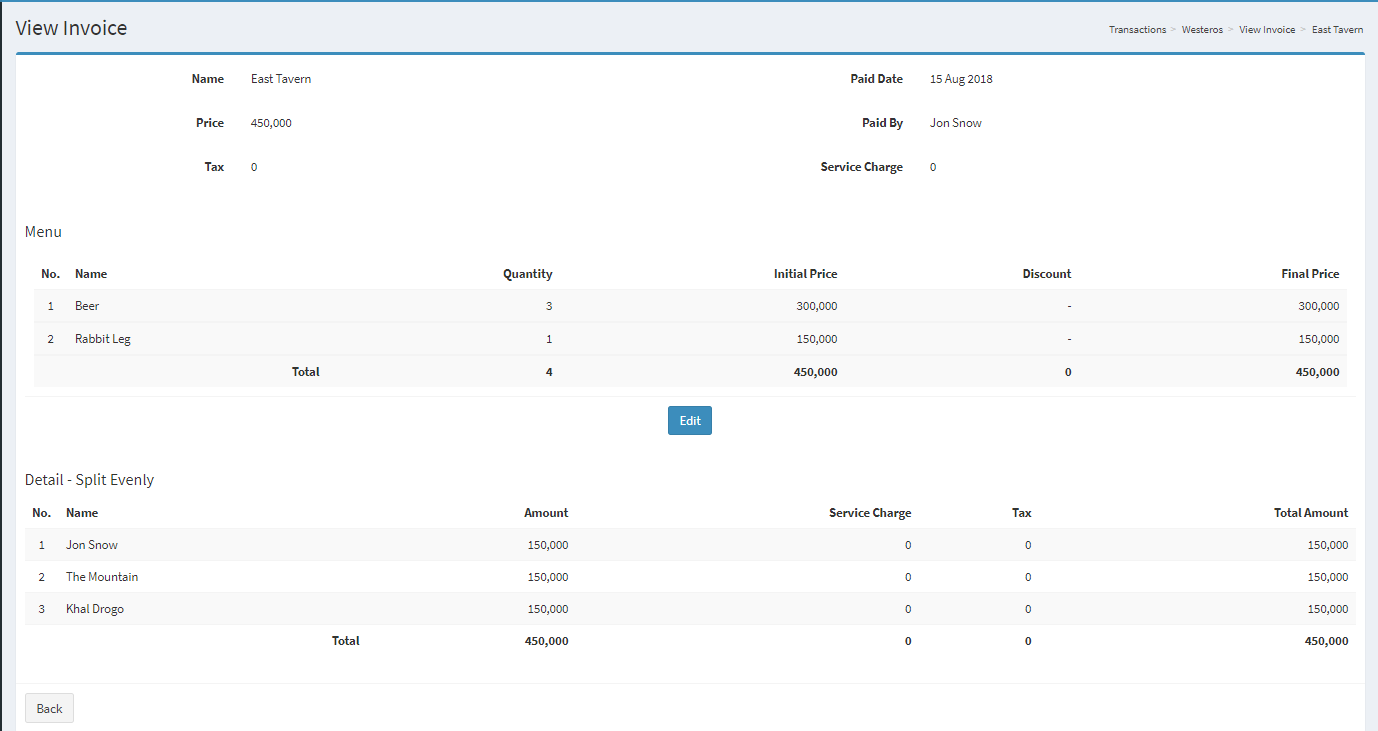 View Invoice
Transactions > Westeros > View Invoice > East Tavern
Name East Tavern Paid Date 15 Aug 2018
Price 450,000 Paid By Jon Snow
Tax 0 Service Charge 0
Menu
No. Name Quantity Initial Price Discount Final Price
1 Beer 3 300,000 - 300,000
2 Rabbit Leg 1 150,000 - 150,000
Total 4 450,000 0 450,000
Edit
Detail - Split Evenly
No. Name Amount Service Charge Tax Total Amount
1 Jon Snow 150,000 0 0 150,000
2 The Mountain 150,000 0 0 150,000
3 Khal Drogo 150,000 0 0 150,000
Total 450,000 0 0 450,000
Back